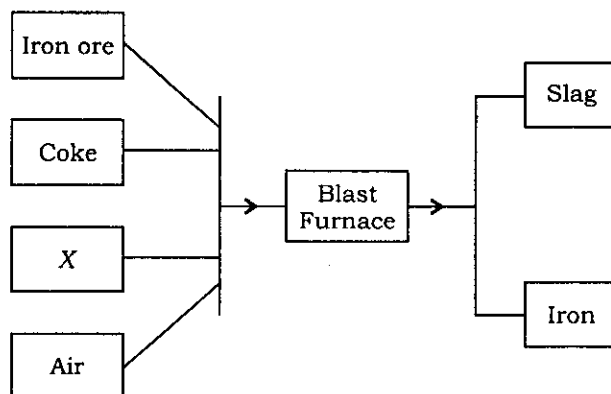 Iron ore
Coke
X
Air
Blast
Furnace
Slag
Iron